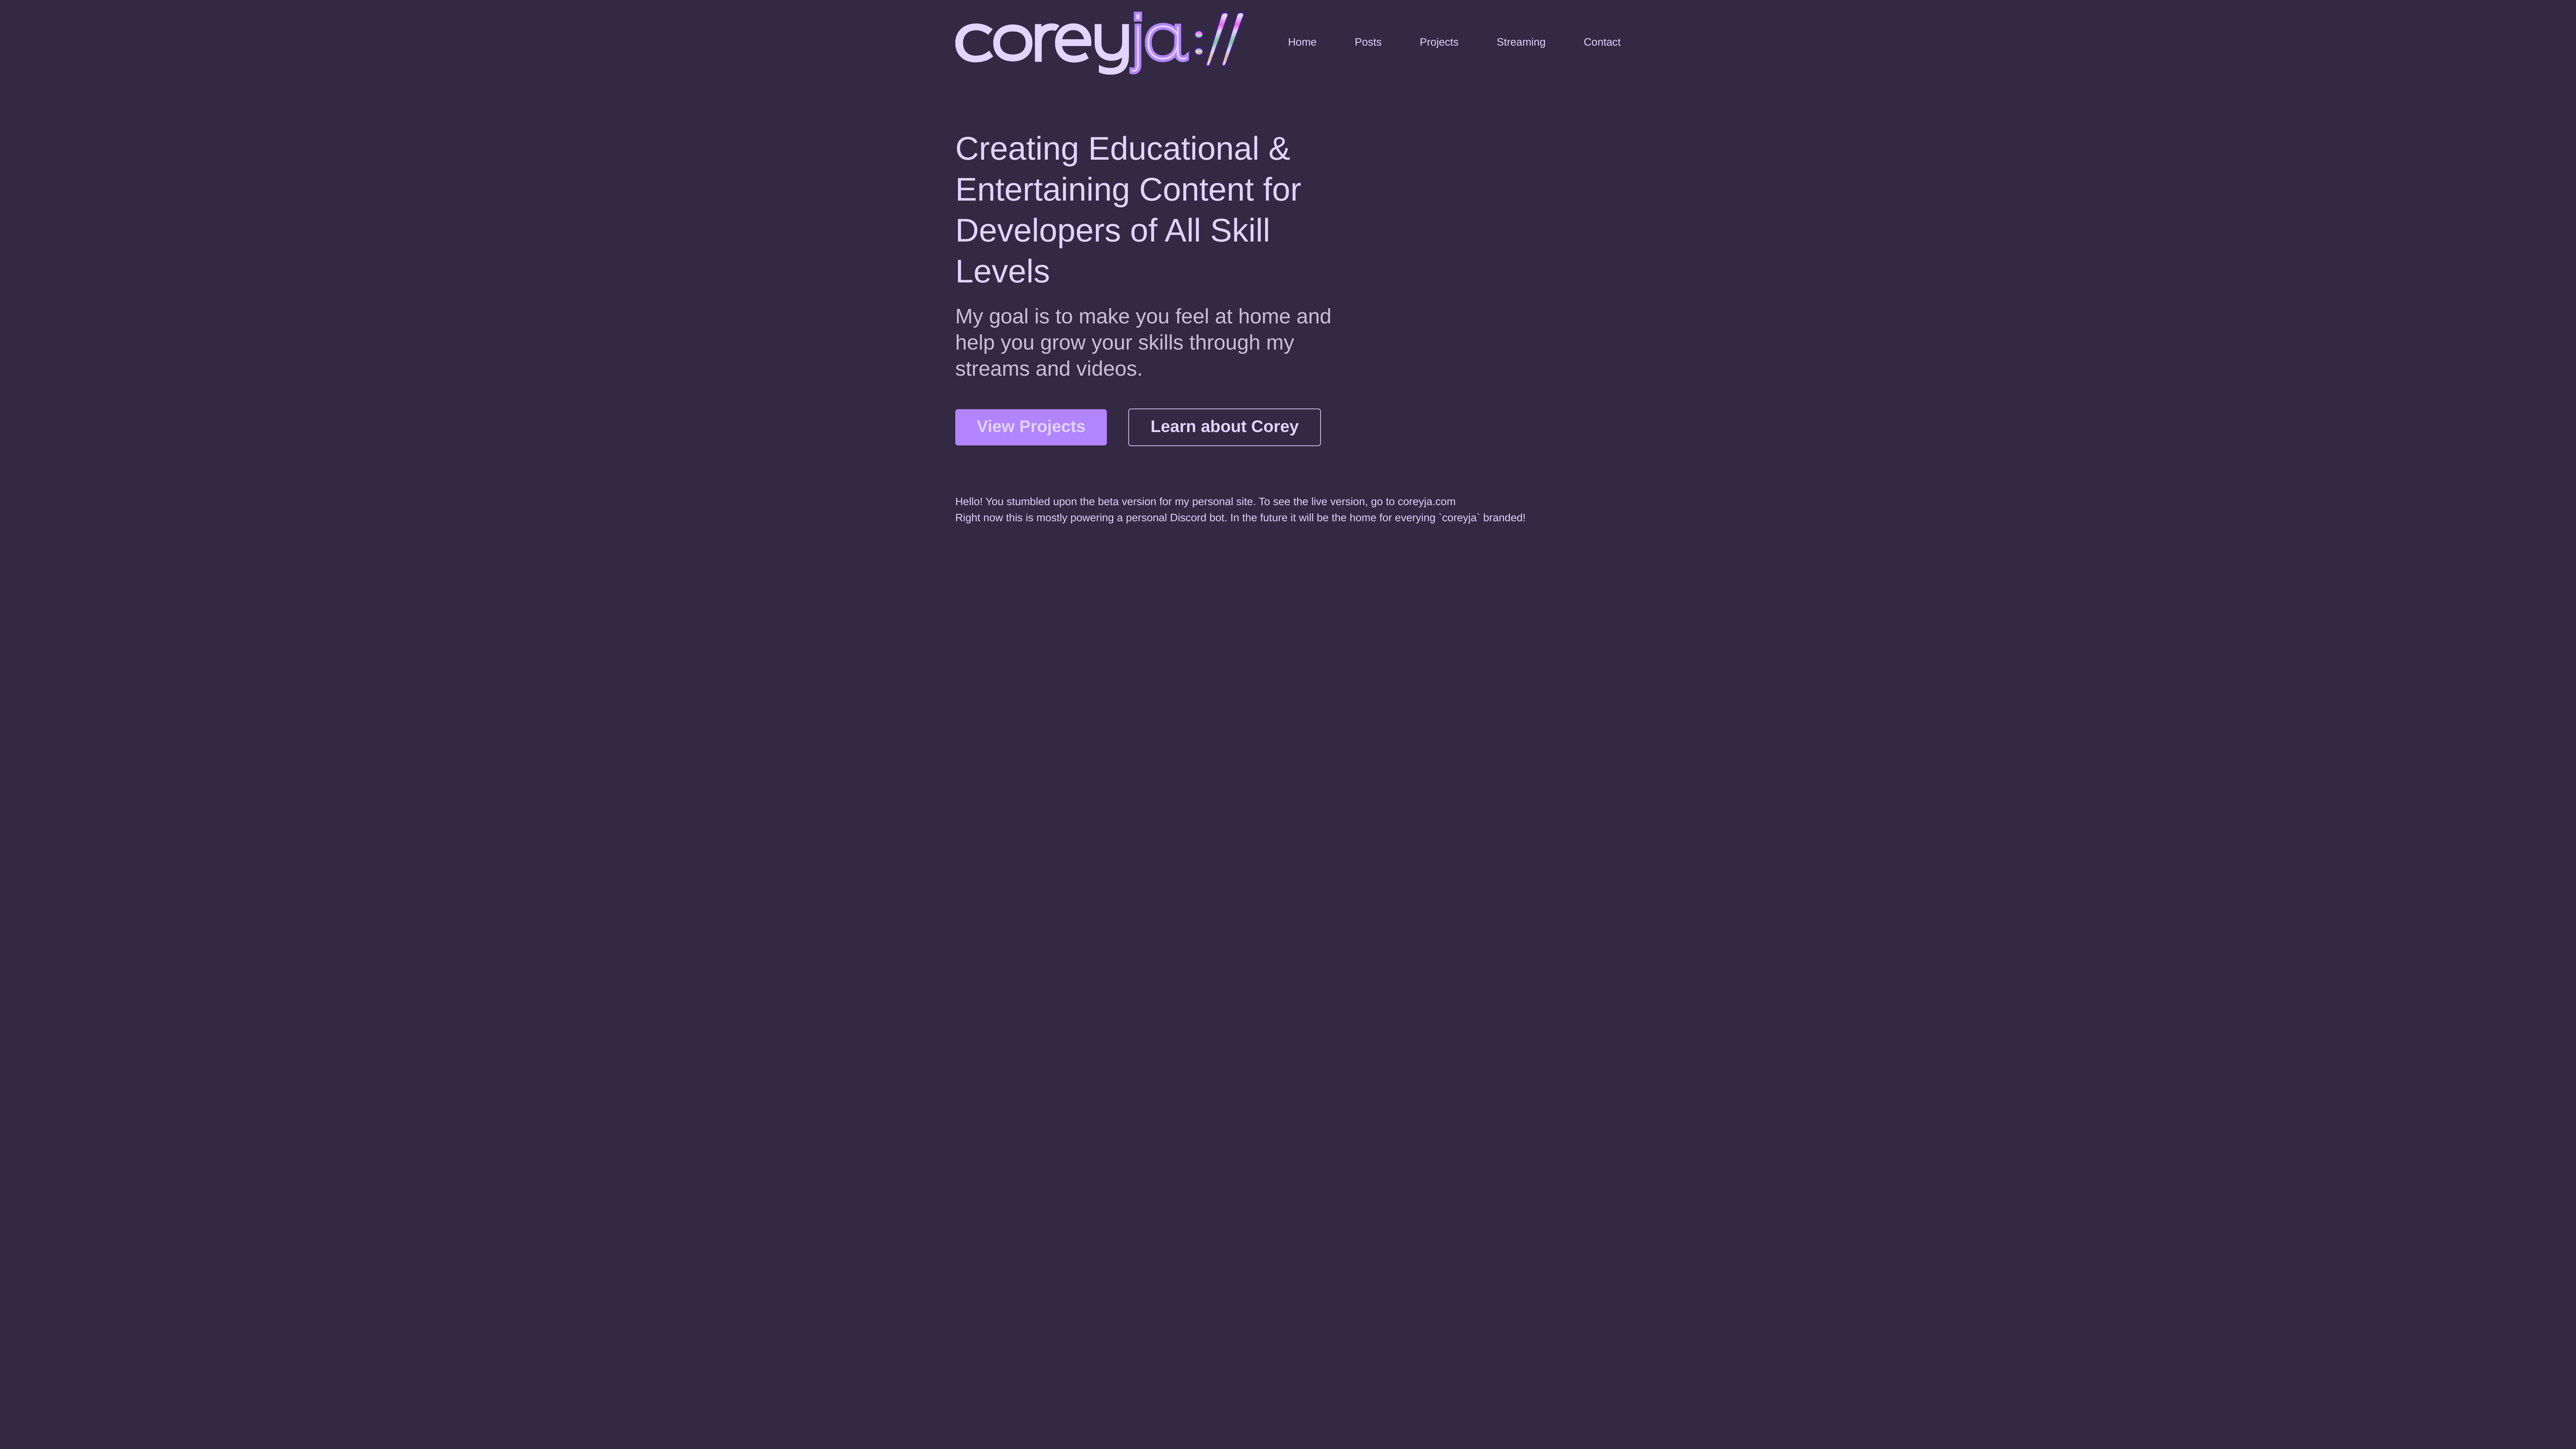 coreyja://
Home
Posts
Projects
Streaming
Contact
Creating Educational &
Entertaining Content for
Developers of All Skill
Levels
My goal is to make you feel at home and
help you grow your skills through my
streams and videos.
View Projects
Learn about Corey
Hello! You stumbled upon the beta version for my personal site. To see the live version, go to coreyja.com
Right now this is mostly powering a personal Discord bot. In the future it will be the home for everying `coreyja` branded!